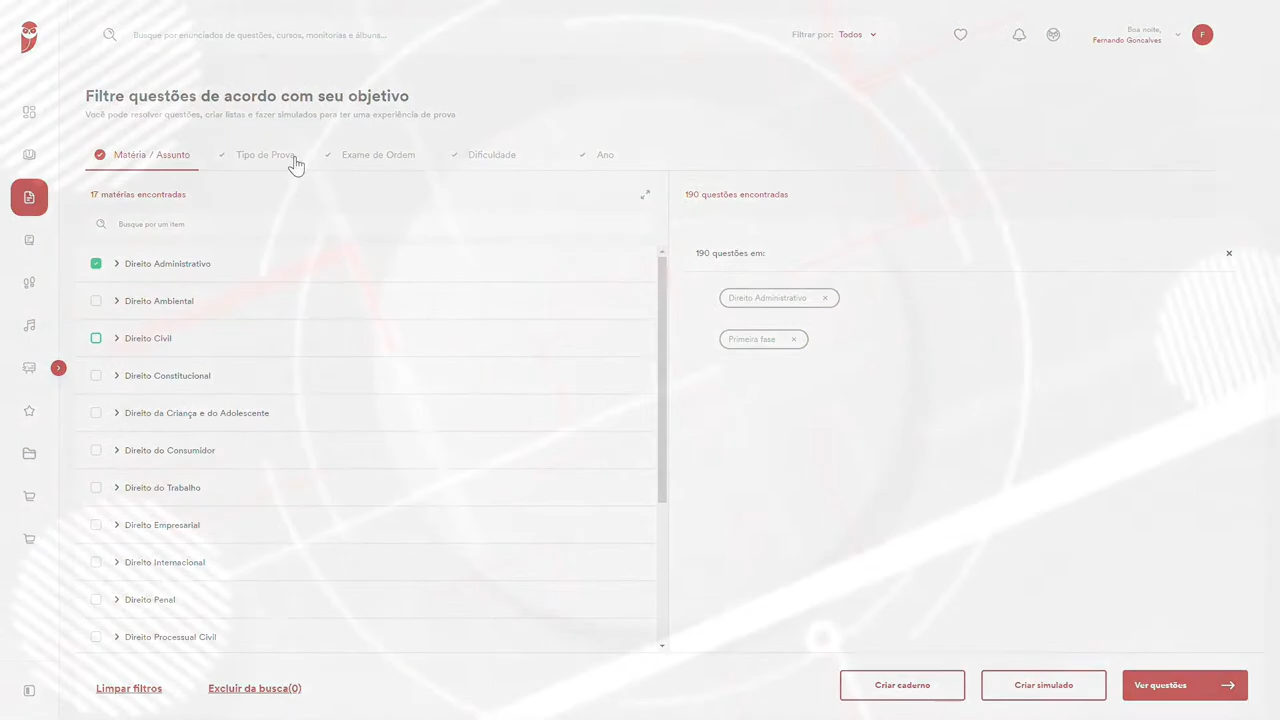 Busque por enunciados de questões, cursos, monitorias e álbuns...
Filtrar por: Todos
Boa noite,
Fernando Goncalves
F
Filtre questões de acordo com seu objetivo
Você pode resolver questões, criar listas e fazer simulados para ter uma experiência de prova
Matéria / Assunto
Tipo de Prova
Exame de Ordem
Dificuldade
Ano
17 matérias encontradas
190 questões encontradas
Busque por um item
190 questões em:
Direito Administrativo
Direito Ambiental
Direito Civil
Direito Constitucional
Direito da Criança e do Adolescente
Direito do Consumidor
Direito do Trabalho
Direito Empresarial
Direito Internacional
Direito Penal
Direito Processual Civil
Direito Administrativo
Primeira fase
Limpar filtros
Excluir da busca(0)
Criar caderno
Criar simulado
Ver questões